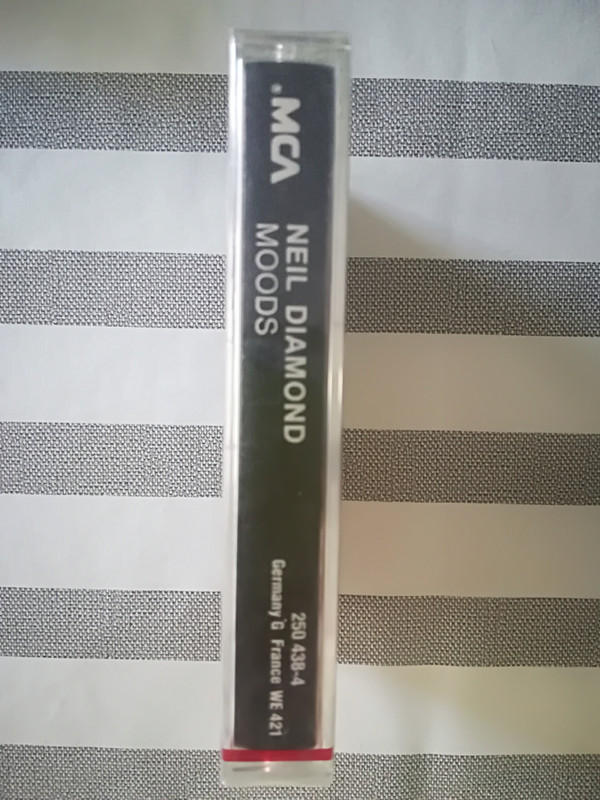 MCA
NEIL DIAMOND
MOODS
250 438-4
Germany G France WE 421